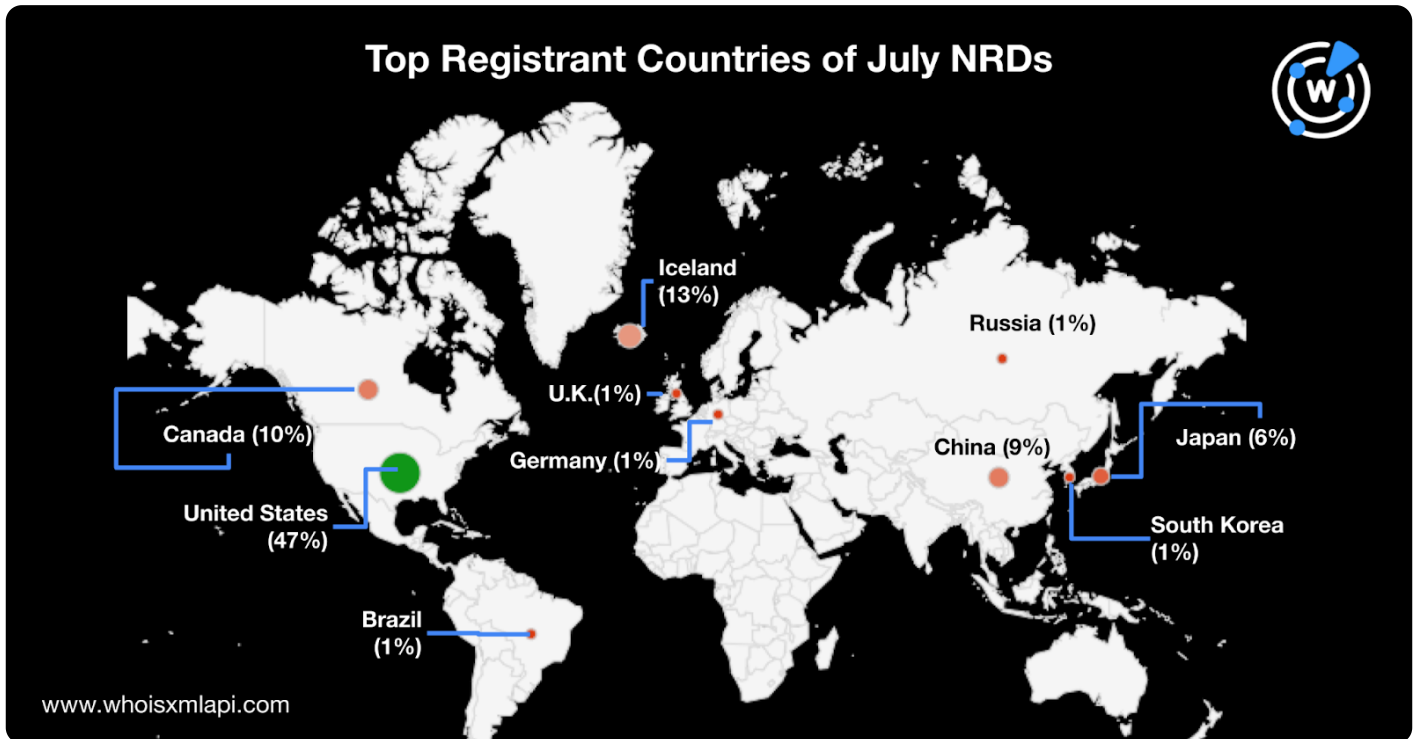 Top Registrant Countries of July NRDs
W
Iceland
(13%)
Russia (1%)
U.K.(1%)
Canada (10%)
Germany (1%)
China (9%)
Japan (6%)
United States
(47%)
South Korea
(1%)
Brazil
(1%)
www.whoisxmlapi.com